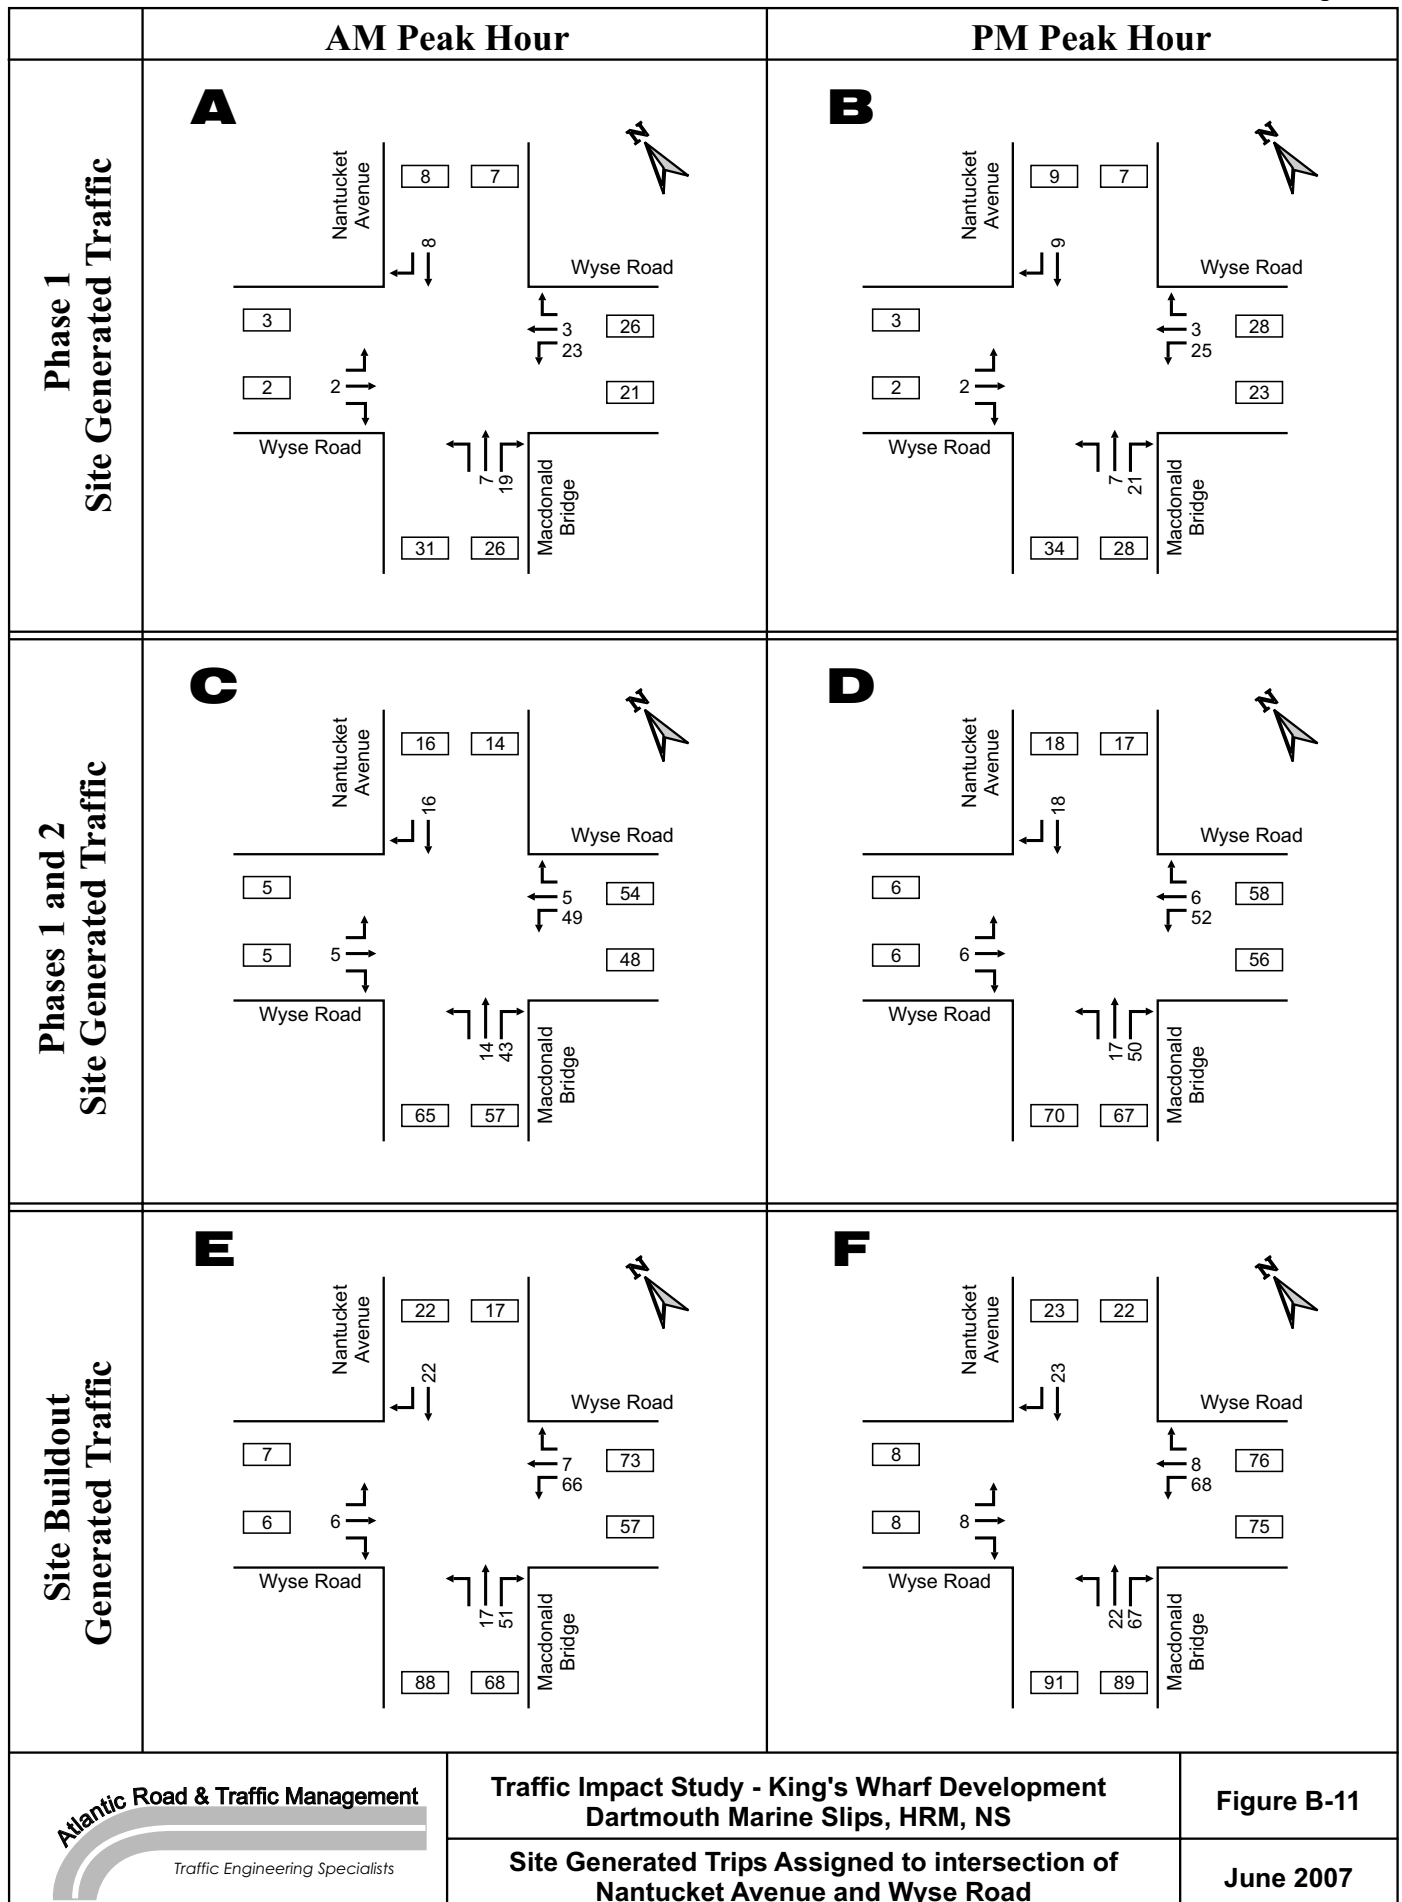 AM Peak Hour
PM Peak Hour
Phase 1
Site Generated Traffic
A
Nantucket
Avenue
8
7
8
Wyse Road
N
3
3
23
26
2
2
21
Wyse Road
7
19
Macdonald
Bridge
31
26
B
Nantucket
Avenue
9
7
9
Wyse Road
N
3
3
25
28
2
2
23
Wyse Road
7
21
Macdonald
Bridge
34
28
Phases 1 and 2
Site Generated Traffic
C
Nantucket
Avenue
16
14
16
Wyse Road
N
5
5
49
54
5
5
48
Wyse Road
14
43
Macdonald
Bridge
65
57
D
Nantucket
Avenue
18
17
18
Wyse Road
N
6
6
52
58
6
6
56
Wyse Road
17
50
Macdonald
Bridge
70
67
Site Buildout
Generated Traffic
E
Nantucket
Avenue
22
17
22
Wyse Road
N
7
7
66
73
6
6
57
Wyse Road
17
51
Macdonald
Bridge
88
68
F
Nantucket
Avenue
23
22
23
Wyse Road
N
8
8
68
76
8
8
75
Wyse Road
22
67
Macdonald
Bridge
91
89
Atlantic Road & Traffic Management
Traffic Engineering Specialists
Traffic Impact Study - King's Wharf Development
Dartmouth Marine Slips, HRM, NS
Figure B-11
Site Generated Trips Assigned to intersection of
Nantucket Avenue and Wyse Road
June 2007